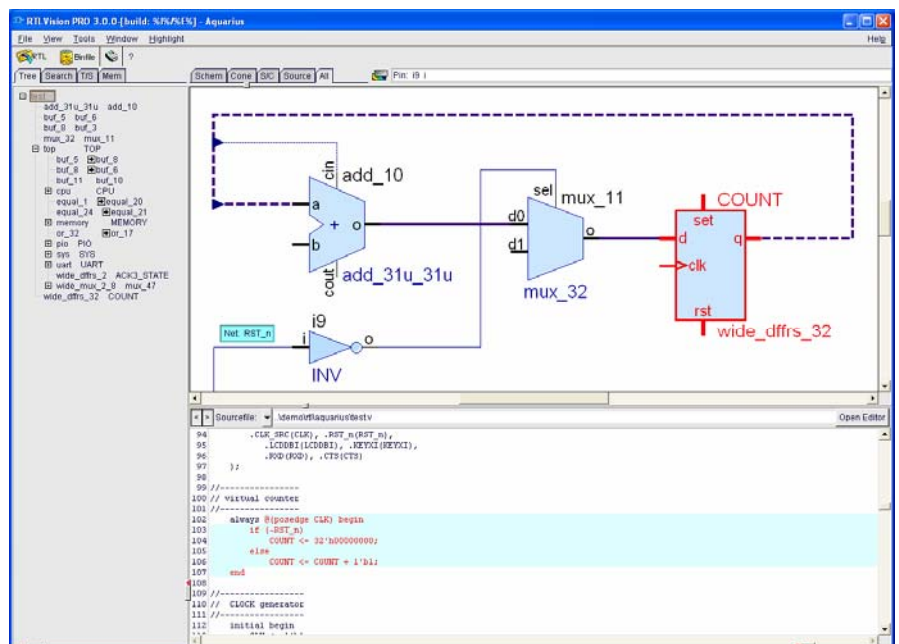 RTLVision PRO 3.0.0-[build: %I%/%E%] - Aquarius
File View Tools Window Highlight Help
RTL Binfile ?
Tree Search T/S Mem
Schem Cone S/C Source All Pin: i9 i
test
add_31u_31u add_10
buf_5 buf_6
buf_8 buf_3
mux_32 mux_11
top TOP
buf_5 buf_8
buf_8 buf_6
buf_11 buf_10
cpu CPU
equal_1 equal_20
equal_24 equal_21
memory MEMORY
or_32 or_17
pio PIO
sys SYS
uart UART
wide_dffrs_2 ACK3_STATE
wide_mux_2_8 mux_47
wide_dffrs_32 COUNT
cin add_10
a
+ o
b
cout add_31u_31u
sel mux_11
d0
o
d1
mux_32
COUNT
set
d q
clk
rst
wide_dffrs_32
i9
Net RST_n
i o
INV
< > Sourcefile: .\demo\rtl\aquarius\test.v Open Editor
94 .CLK_SRC(CLK), .RST_n(RST_n),
95 .LCDDBI(LCDDBI), .KEYXI(KEYXI),
96 .RXD(RXD), .CTS(CTS)
97 );
98
99 //----------------
100 // virtual counter
101 //----------------
102 always @(posedge CLK) begin
103 if (~RST_n)
104 COUNT <= 32'h00000000;
105 else
106 COUNT <= COUNT + 1'b1;
107 end
108
109 //-----------------
110 // CLOCK generator
111 //-----------------
112 initial begin